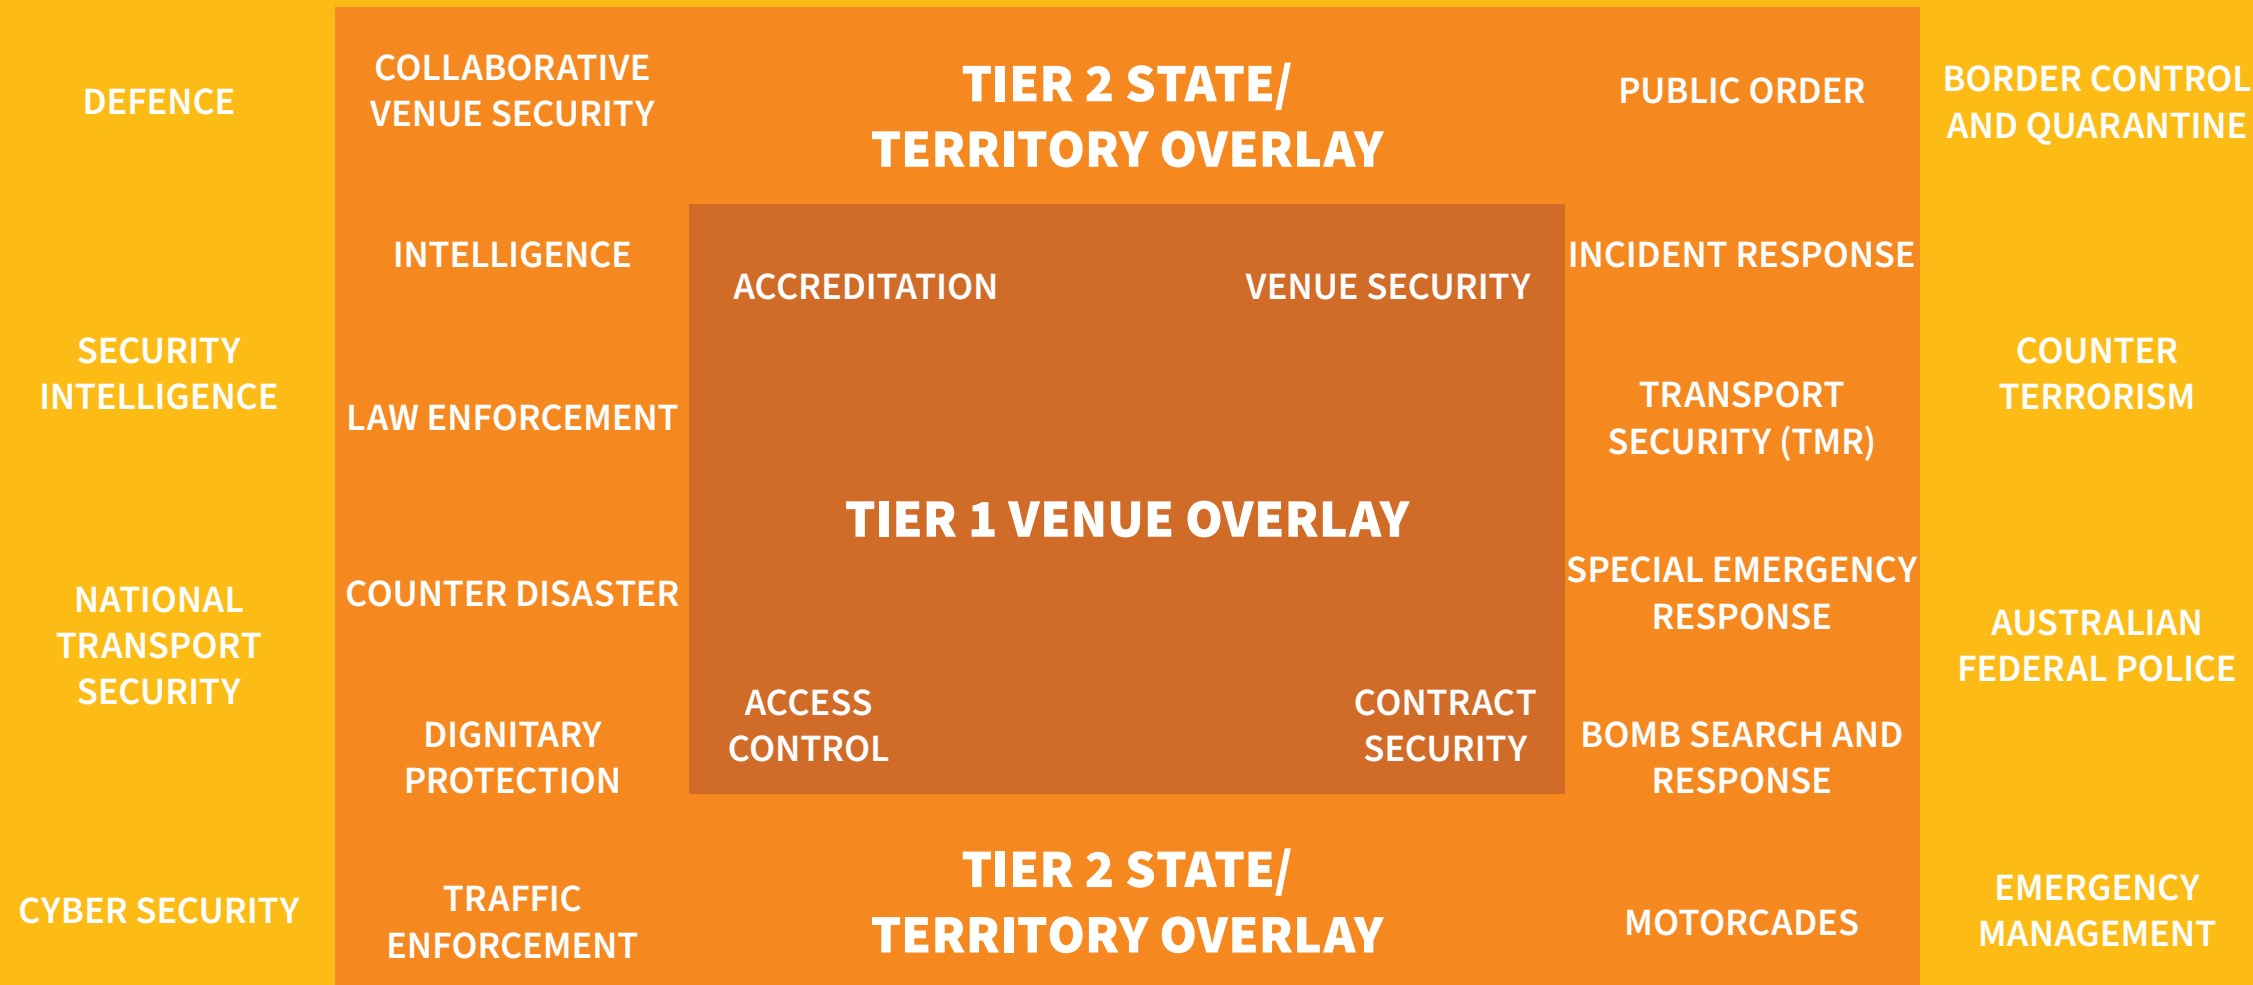 DEFENCE
SECURITY
INTELLIGENCE
NATIONAL
TRANSPORT
SECURITY
CYBER SECURITY
COLLABORATIVE
VENUE SECURITY
INTELLIGENCE
LAW ENFORCEMENT
COUNTER DISASTER
DIGNITARY
PROTECTION
TRAFFIC
ENFORCEMENT
TIER 2 STATE/
TERRITORY OVERLAY
ACCREDITATION
VENUE SECURITY
TIER 1 VENUE OVERLAY
ACCESS
CONTROL
CONTRACT
SECURITY
TIER 2 STATE/
TERRITORY OVERLAY
PUBLIC ORDER
INCIDENT RESPONSE
TRANSPORT
SECURITY (TMR)
SPECIAL EMERGENCY
RESPONSE
BOMB SEARCH AND
RESPONSE
MOTORCADES
BORDER CONTROL
AND QUARANTINE
COUNTER
TERRORISM
AUSTRALIAN
FEDERAL POLICE
EMERGENCY
MANAGEMENT